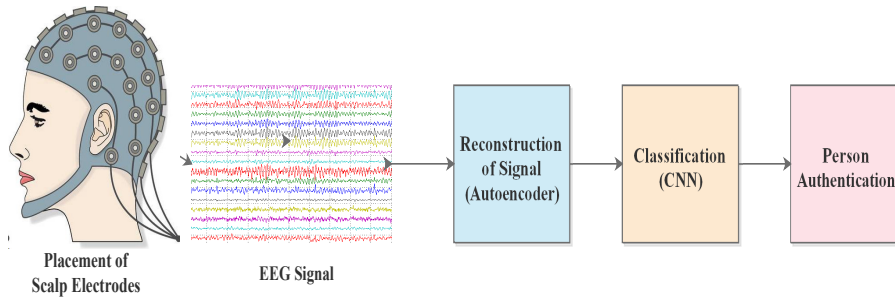 Placement of
Scalp Electrodes
EEG Signal
Reconstruction
of Signal
(Autoencoder)
Classification
(CNN)
Person
Authentication